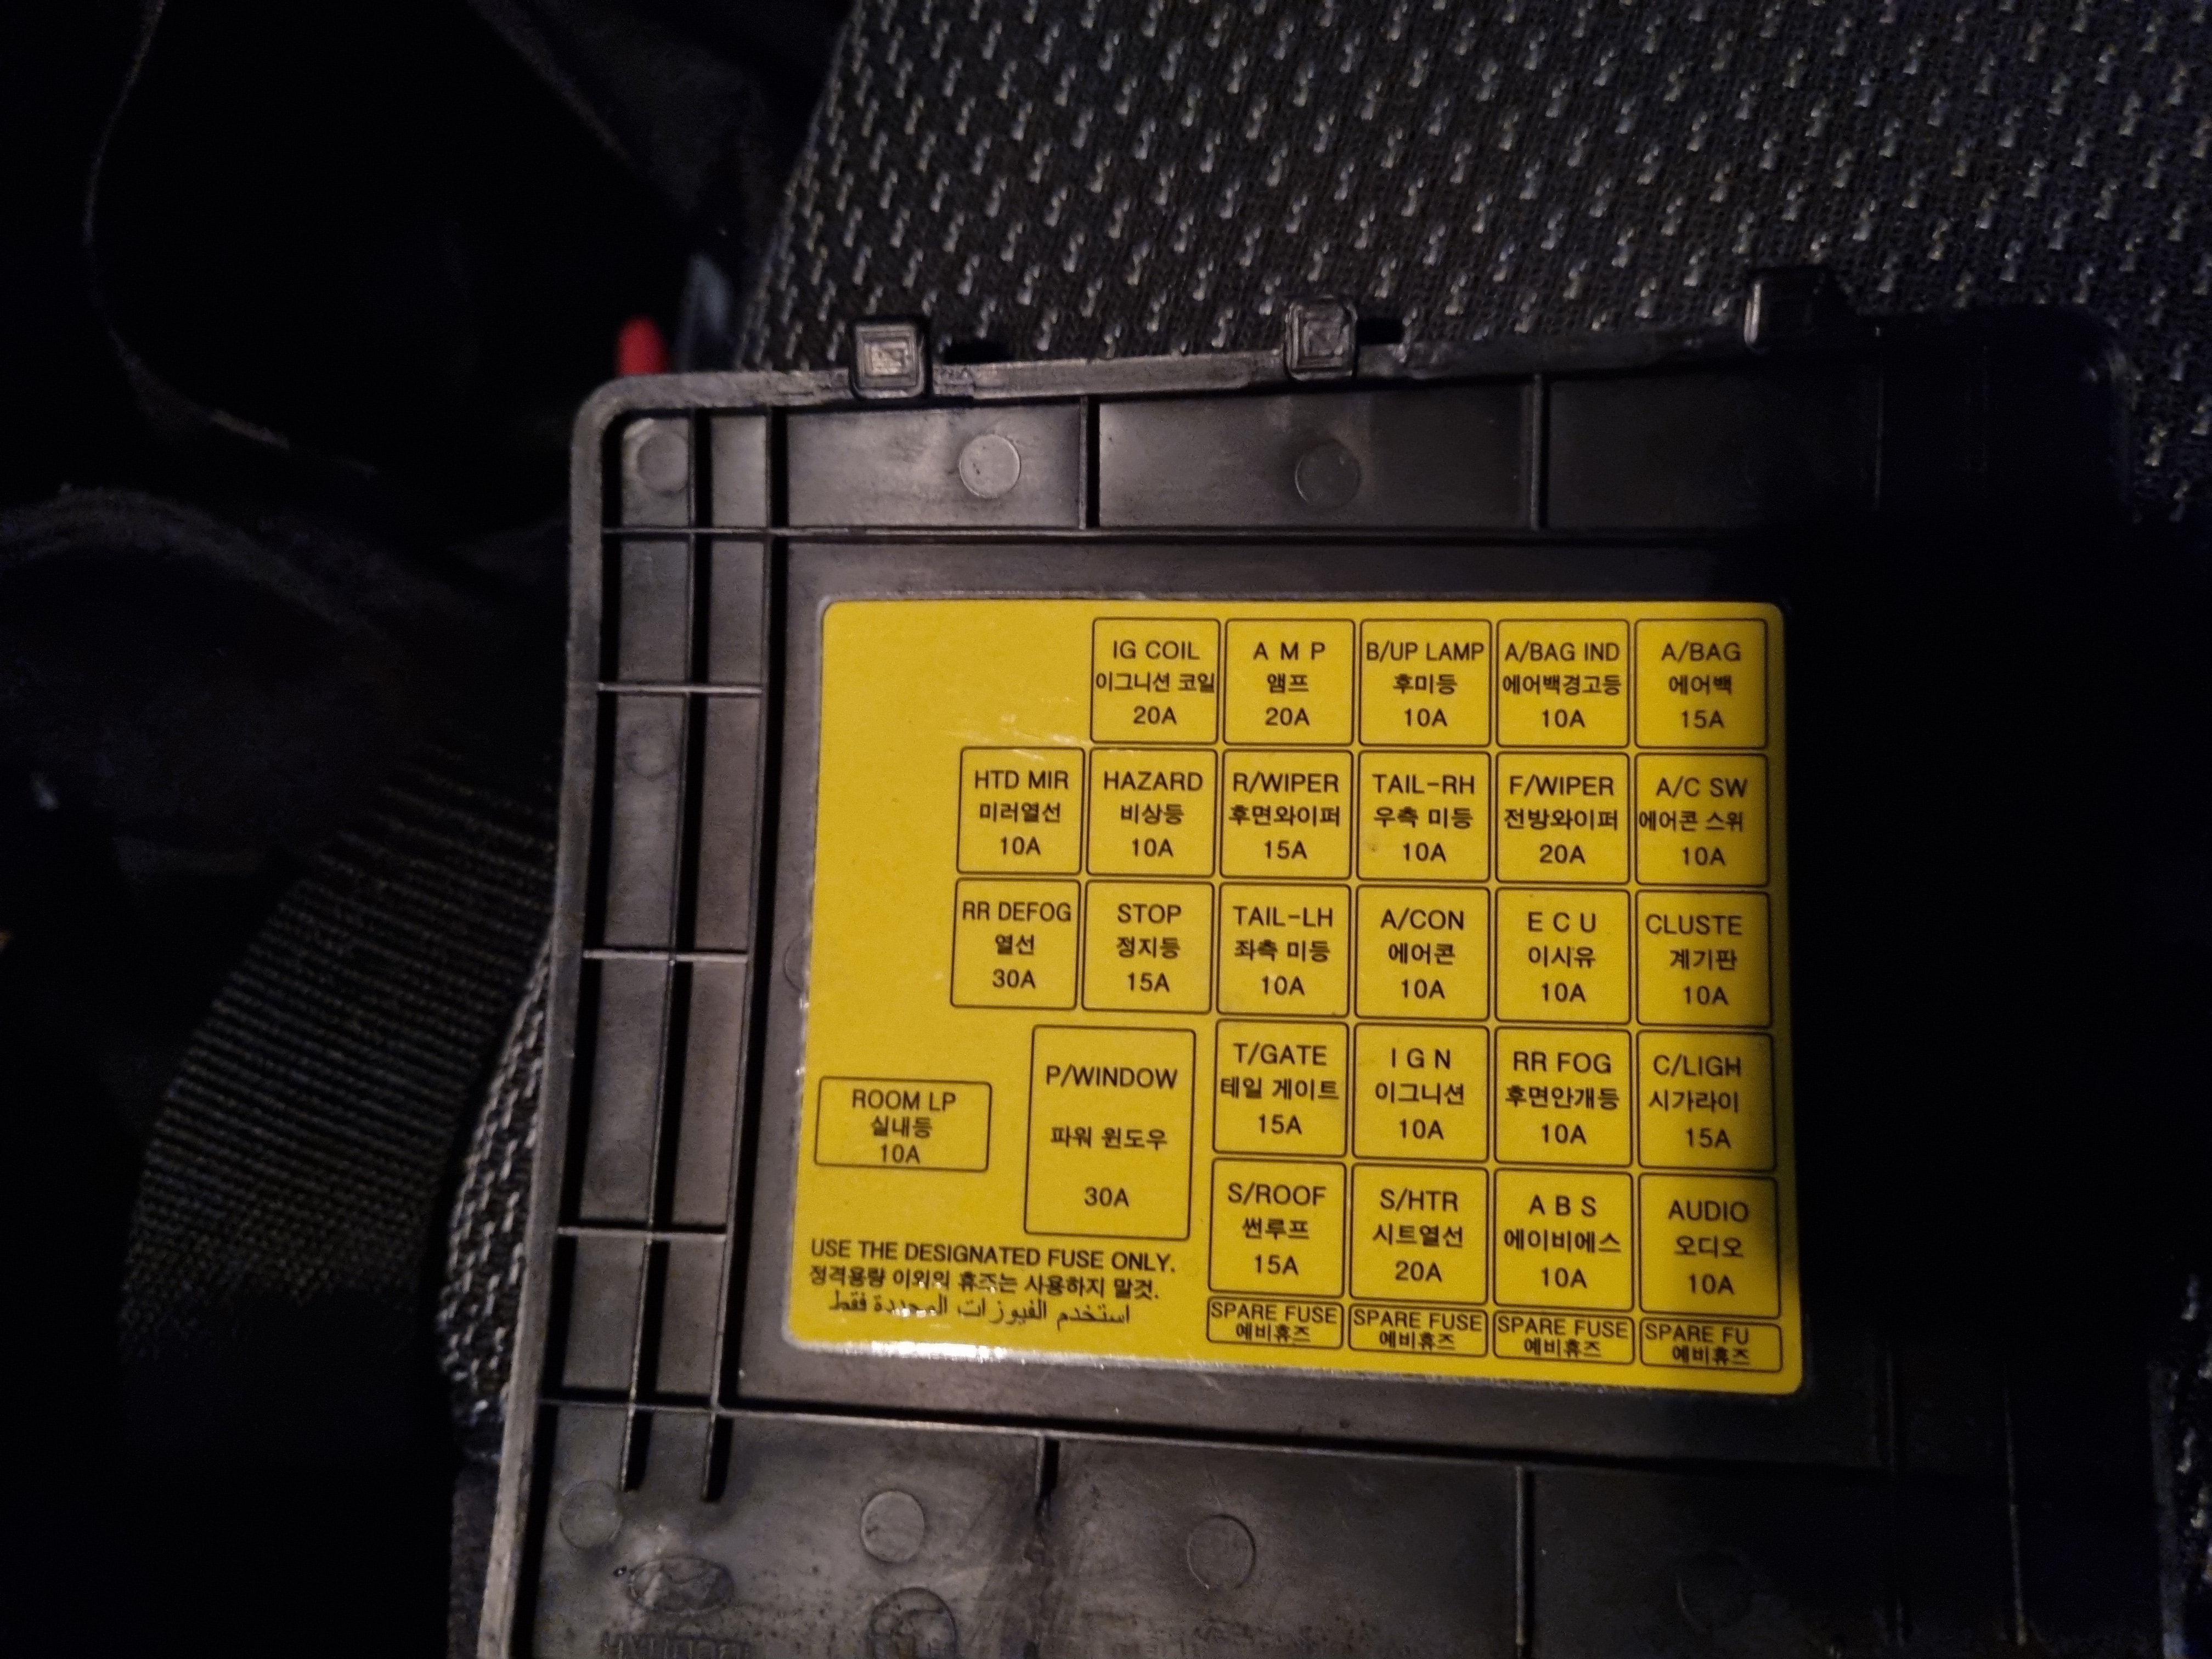 IG COIL
이그니션 코일
20A
A M P
앰프
20A
B/UP LAMP
후미등
10A
A/BAG IND
에어백경고등
10A
A/BAG
에어백
15A
HTD MIR
미러열선
10A
HAZARD
비상등
10A
R/WIPER
후면와이퍼
15A
TAIL-RH
우측 미등
10A
F/WIPER
전방와이퍼
20A
A/C SW
에어콘 스위
10A
RR DEFOG
열선
30A
STOP
정지등
15A
TAIL-LH
좌측 미등
10A
A/CON
에어콘
10A
E C U
이시유
10A
CLUSTE
계기판
10A
ROOM LP
실내등
10A
P/WINDOW
파워 윈도우
30A
T/GATE
테일 게이트
15A
I G N
이그니션
10A
RR FOG
후면안개등
10A
C/LIGH
시가라이
15A
S/ROOF
썬루프
15A
S/HTR
시트열선
20A
A B S
에이비에스
10A
AUDIO
오디오
10A
USE THE DESIGNATED FUSE ONLY.
정격용량 이외의 휴즈는 사용하지 말것.
استخدم الفيوزات المحددة فقط
SPARE FUSE
예비휴즈
SPARE FUSE
예비휴즈
SPARE FUSE
예비휴즈
SPARE FU
예비휴즈